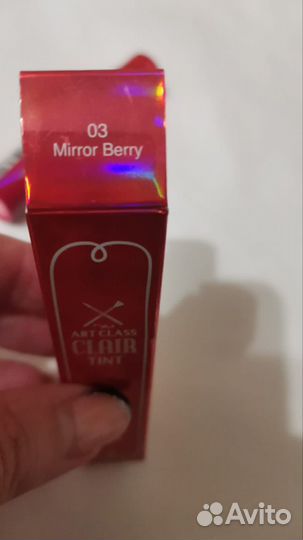 03
Mirror Berry
ART CLASS
CLAIR
TINT
Avito